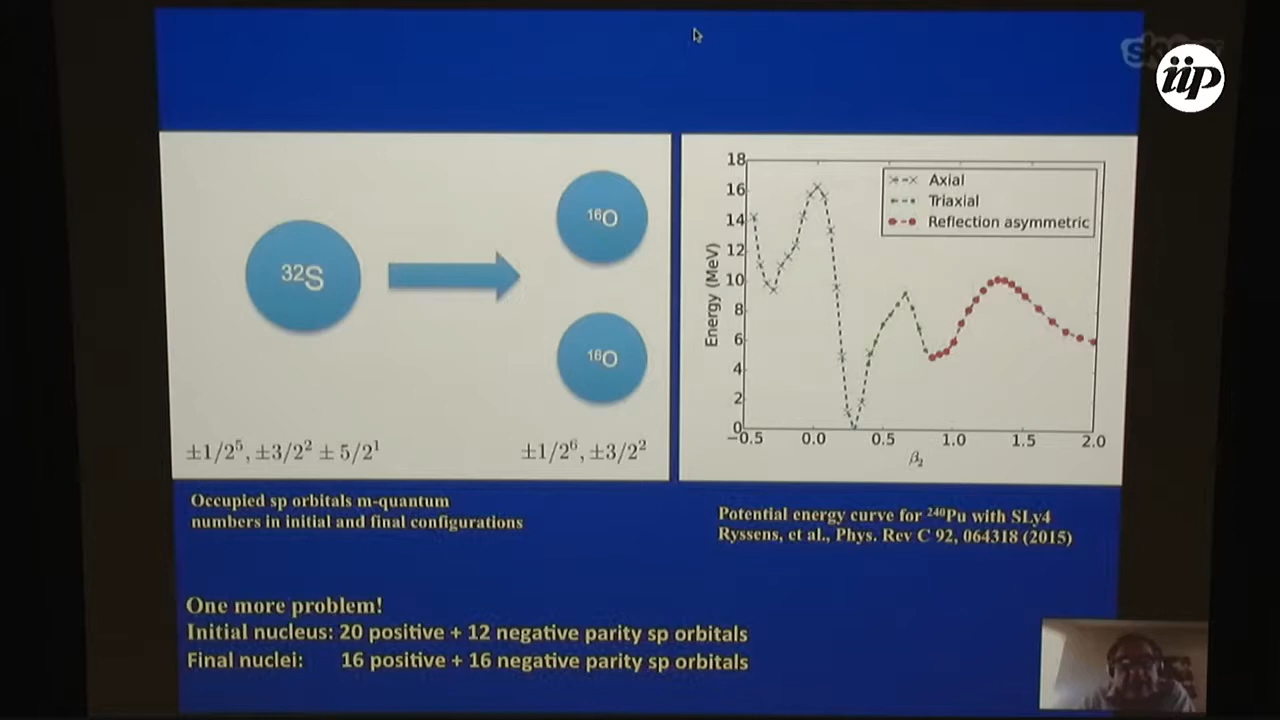 iip
³²S
¹⁶O
¹⁶O
±1/2⁵, ±3/2² ± 5/2¹
±1/2⁶, ±3/2²
Occupied sp orbitals m-quantum
numbers in initial and final configurations
18
16
14
12
10
8
6
4
2
0
Energy (MeV)
Axial
Triaxial
Reflection asymmetric
−0.5
0.0
0.5
1.0
1.5
2.0
β₂
Potential energy curve for ²⁴⁰Pu with SLy4
Ryssens, et al., Phys. Rev C 92, 064318 (2015)
One more problem!
Initial nucleus: 20 positive + 12 negative parity sp orbitals
Final nuclei: 16 positive + 16 negative parity sp orbitals